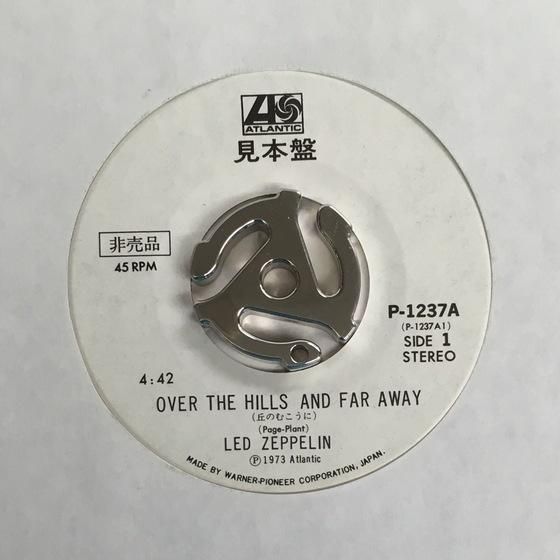 ATLANTIC
見本盤
非売品
45 RPM
P-1237A
(P-1237A1)
SIDE 1
STEREO
4:42
OVER THE HILLS AND FAR AWAY
(丘のむこうに)
(Page-Plant)
LED ZEPPELIN
Ⓟ 1973 Atlantic
MADE BY WARNER-PIONEER CORPORATION, JAPAN.